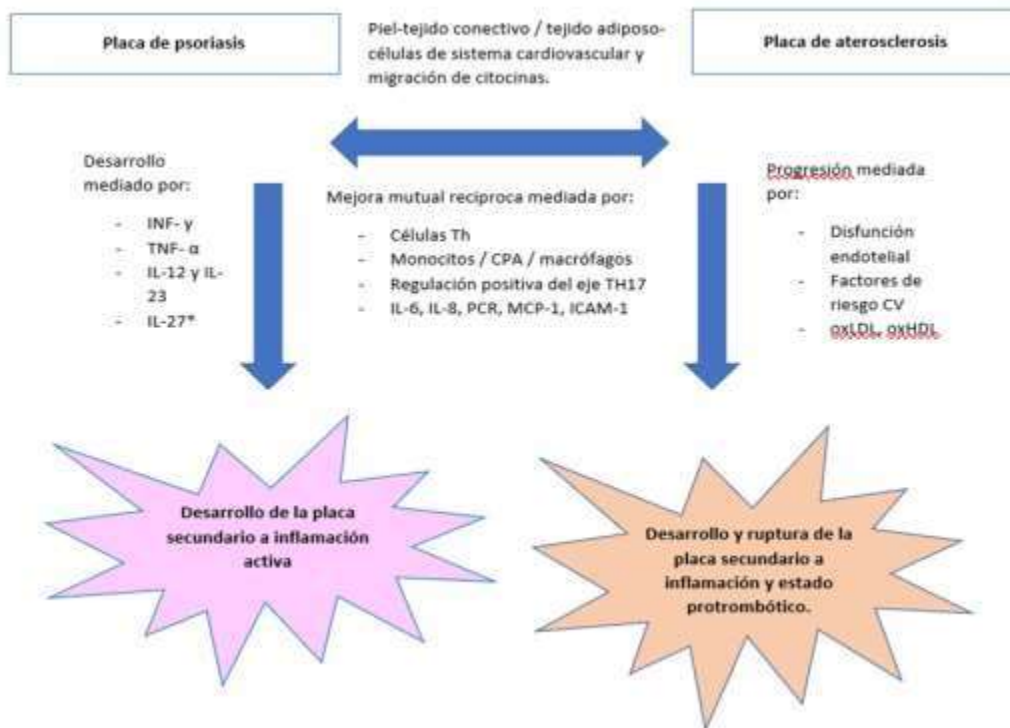 Placa de psoriasis
Piel-tejido conectivo / tejido adiposo-
células de sistema cardiovascular y
migración de citocinas.
Placa de aterosclerosis
Desarrollo
mediado por:
- INF- γ
- TNF- α
- IL-12 y IL-
23
- IL-27*
Mejora mutual reciproca mediada por:
- Células Th
- Monocitos / CPA / macrófagos
- Regulación positiva del eje TH17
- IL-6, IL-8, PCR, MCP-1, ICAM-1
Progresión mediada
por:
- Disfunción
endotelial
- Factores de
riesgo CV
- oxLDL, oxHDL
Desarrollo de la placa
secundario a inflamación
activa
Desarrollo y ruptura de la
placa secundario a
inflamación y estado
protrombótico.